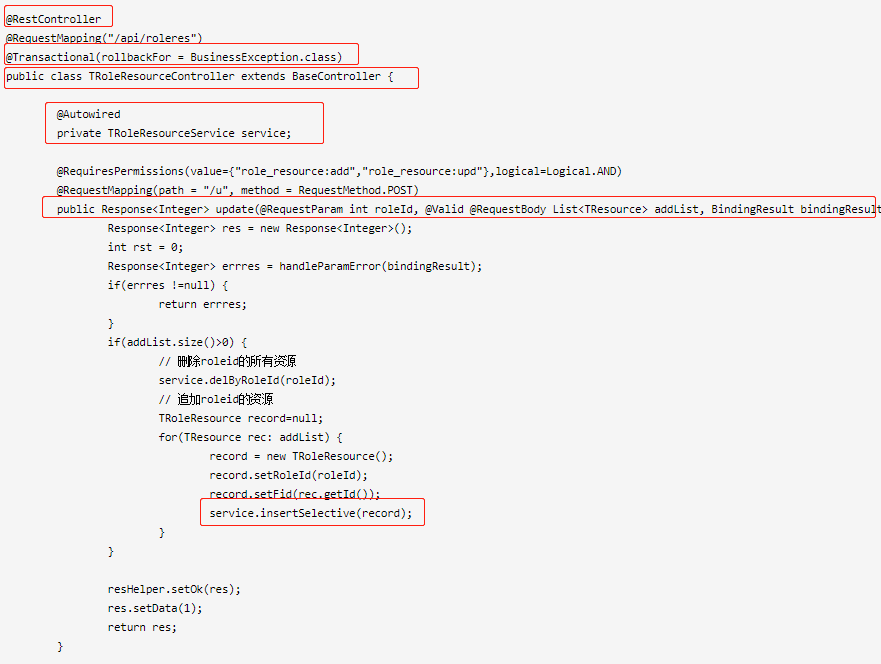 @RestController
@RequestMapping("/api/roleres")
@Transactional(rollbackFor = BusinessException.class)
public class TRoleResourceController extends BaseController {
@Autowired
private TRoleResourceService service;
@RequiresPermissions(value={"role_resource:add","role_resource:upd"},logical=Logical.AND)
@RequestMapping(path = "/u", method = RequestMethod.POST)
public Response<Integer> update(@RequestParam int roleId, @Valid @RequestBody List<TResource> addList, BindingResult bindingResult
Response<Integer> res = new Response<Integer>();
int rst = 0;
Response<Integer> errres = handleParamError(bindingResult);
if(errres !=null) {
return errres;
}
if(addList.size()>0) {
// 删除roleid的所有资源
service.delByRoleId(roleId);
// 追加roleid的资源
TRoleResource record=null;
for(TResource rec: addList) {
record = new TRoleResource();
record.setRoleId(roleId);
record.setFid(rec.getId());
service.insertSelective(record);
}
}
resHelper.setOk(res);
res.setData(1);
return res;
}